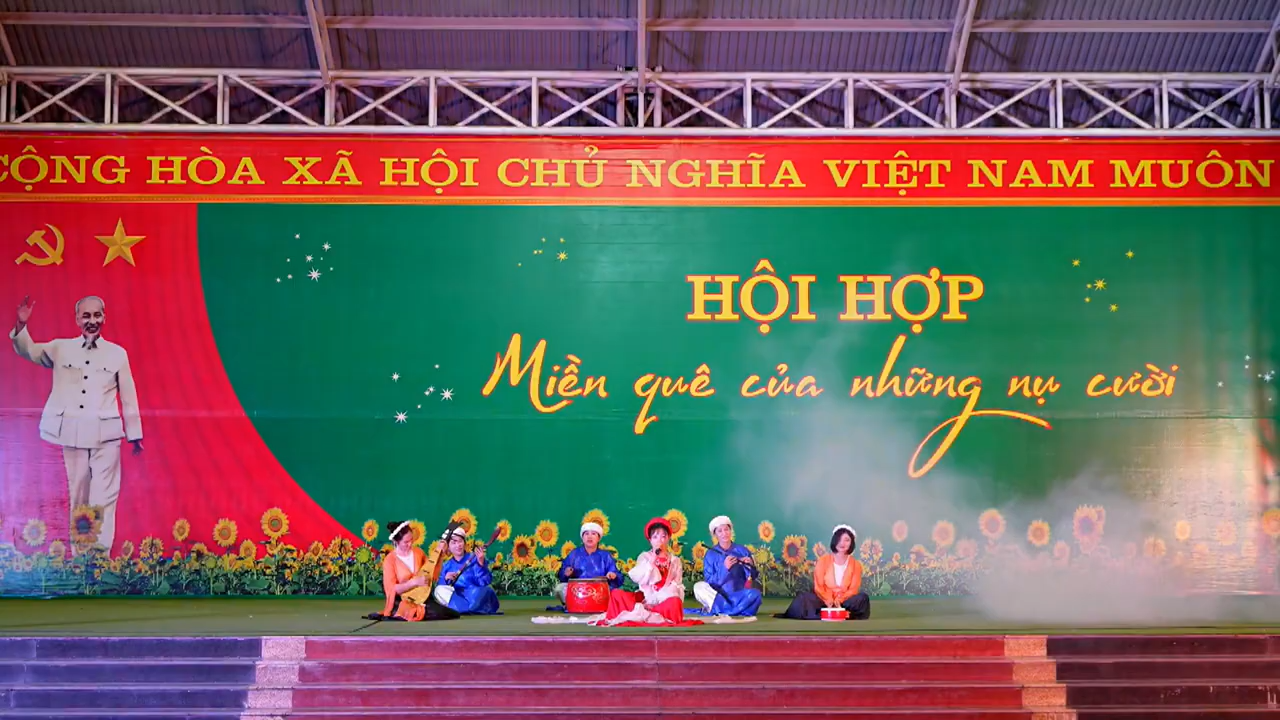 CỘNG HÒA XÃ HỘI CHỦ NGHĨA VIỆT NAM MUÔN
HỘI HỢP
Miền quê của những nụ cười